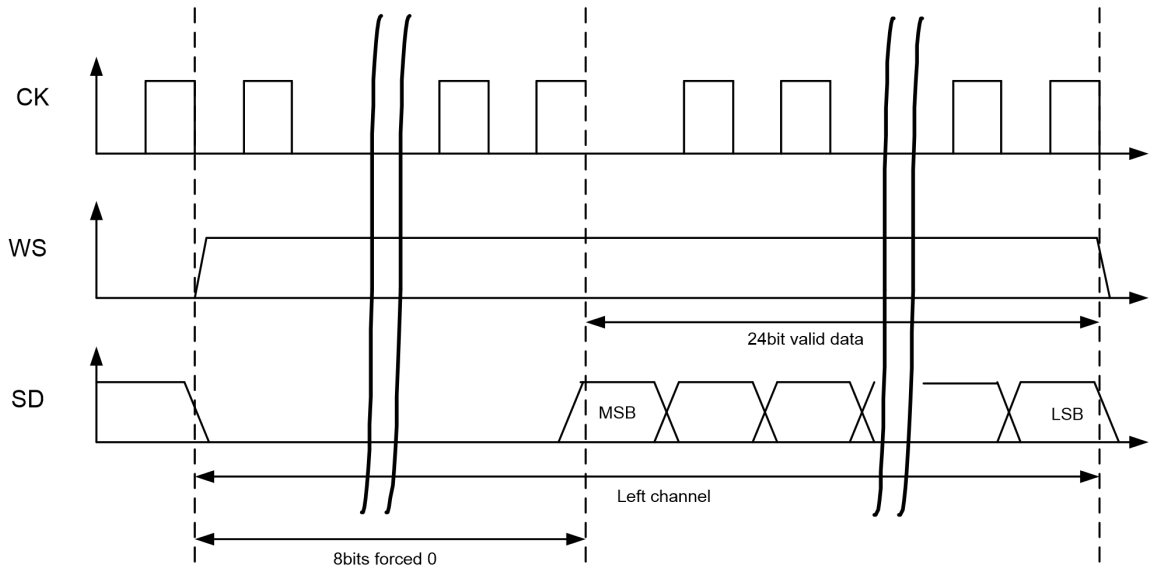 CK
WS
24bit valid data
SD
MSB
LSB
Left channel
8bits forced 0